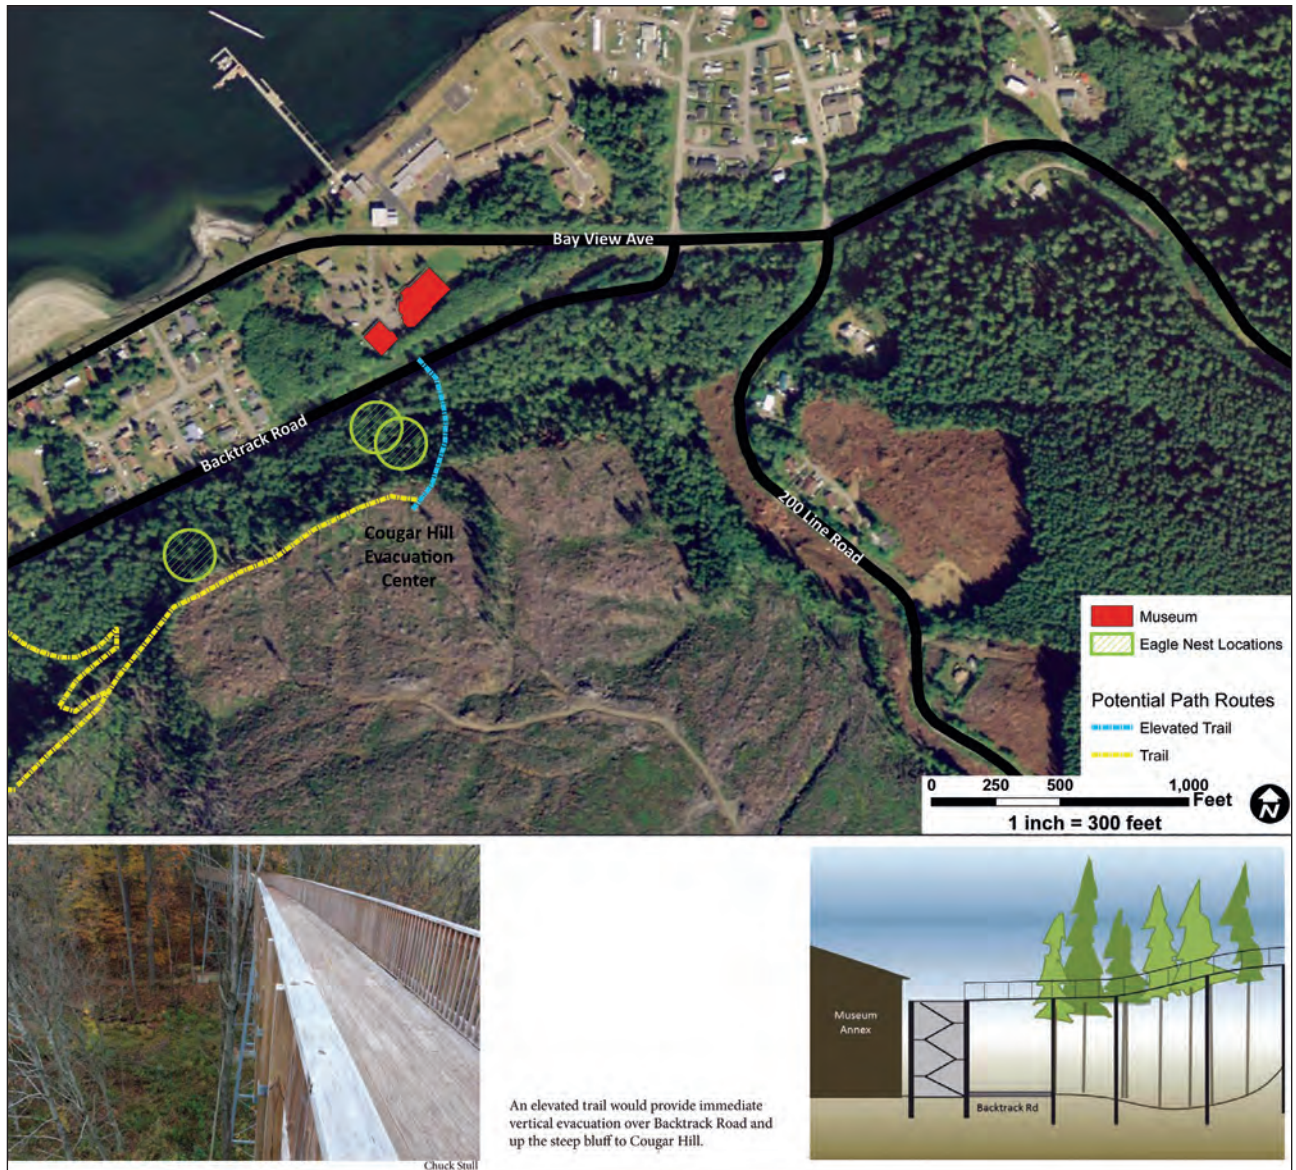 Bay View Ave
Backtrack Road
200 Line Road
Cougar Hill
Evacuation
Center
Museum
Eagle Nest Locations
Potential Path Routes
Elevated Trail
Trail
0 250 500 1,000
Feet
1 inch = 300 feet
N
Museum
Annex
Backtrack Rd
An elevated trail would provide immediate
vertical evacuation over Backtrack Road and
up the steep bluff to Cougar Hill.
Chuck Stull